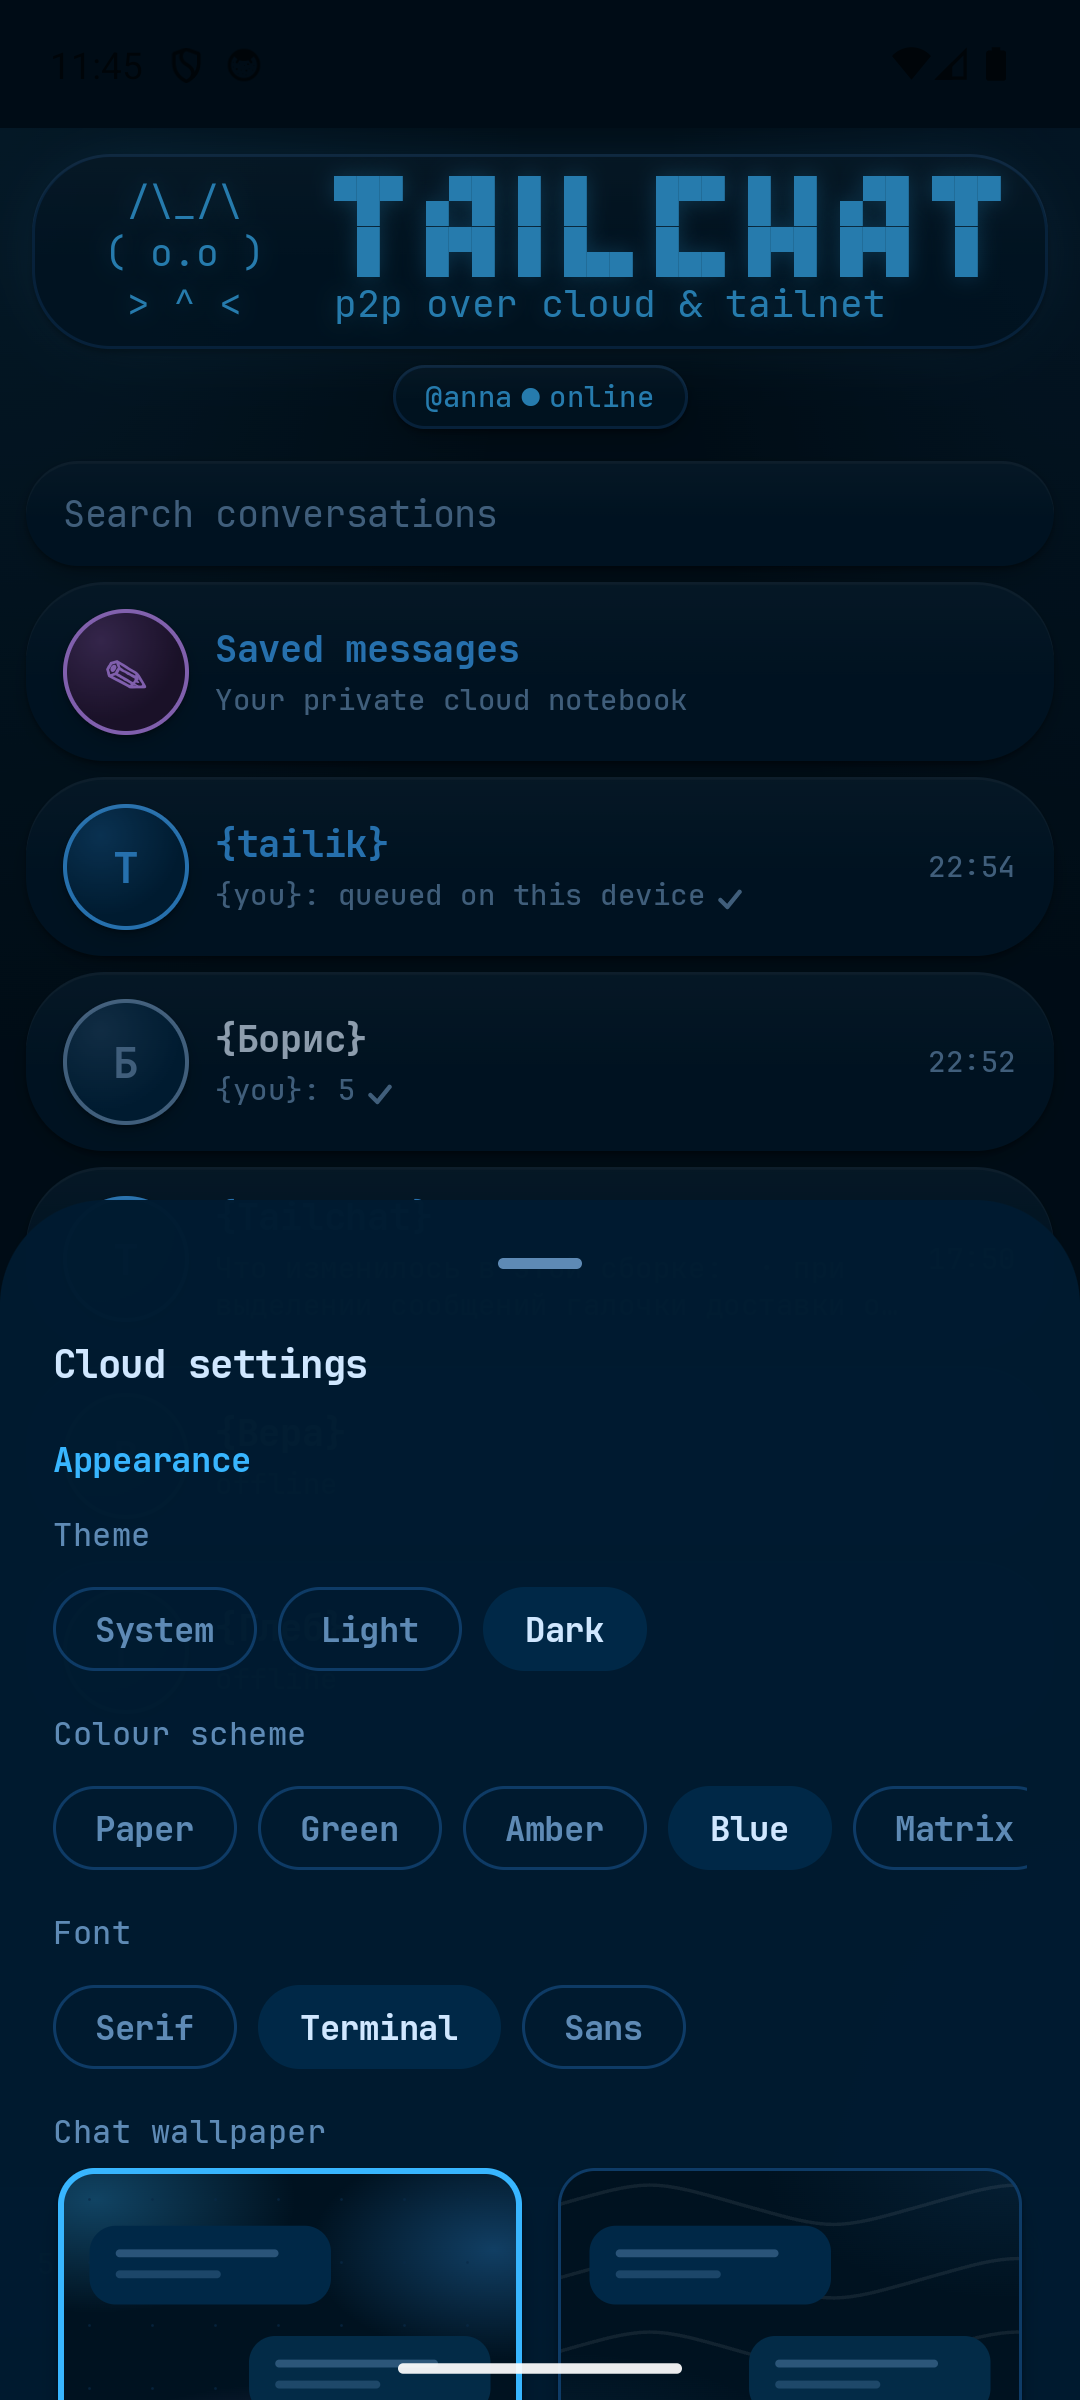 11:45
/\_/\
( o.o )
> ^ <
TAILCHAT
p2p over cloud & tailnet
@anna ● online
Search conversations
✎
Saved messages
Your private cloud notebook
T
{tailik}
{you}: queued on this device ✓
22:54
Б
{Борис}
{you}: 5 ✓
22:52
Cloud settings
Appearance
Theme
System
Light
Dark
Colour scheme
Paper
Green
Amber
Blue
Matrix
Font
Serif
Terminal
Sans
Chat wallpaper